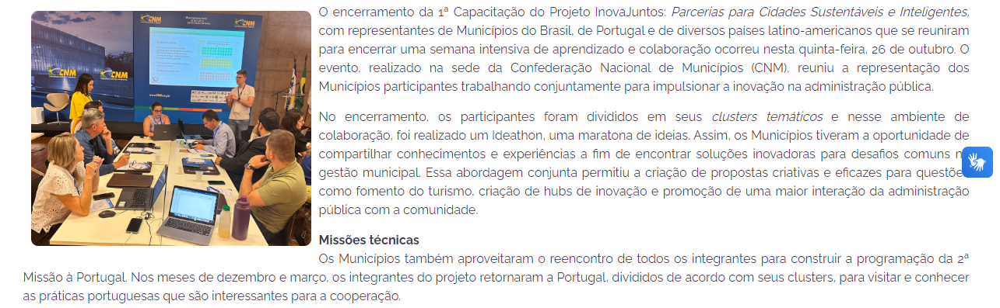 CNM
CNM
CNM
CNM
O encerramento da 1ª Capacitação do Projeto InovaJuntos: Parcerias para Cidades Sustentáveis e Inteligentes,
com representantes de Municípios do Brasil, de Portugal e de diversos países latino-americanos que se reuniram
para encerrar uma semana intensiva de aprendizado e colaboração ocorreu nesta quinta-feira, 26 de outubro. O
evento, realizado na sede da Confederação Nacional de Municípios (CNM), reuniu a representação dos
Municípios participantes trabalhando conjuntamente para impulsionar a inovação na administração pública.
No encerramento, os participantes foram divididos em seus clusters temáticos e nesse ambiente de
colaboração, foi realizado um Ideathon, uma maratona de ideias. Assim, os Municípios tiveram a oportunidade de
compartilhar conhecimentos e experiências a fim de encontrar soluções inovadoras para desafios comuns n
gestão municipal. Essa abordagem conjunta permitiu a criação de propostas criativas e eficazes para questõe
como fomento do turismo, criação de hubs de inovação e promoção de uma maior interação da administração
pública com a comunidade.
Missões técnicas
Os Municípios também aproveitaram o reencontro de todos os integrantes para construir a programação da 2ª
Missão à Portugal. Nos meses de dezembro e março, os integrantes do projeto retornaram a Portugal, divididos de acordo com seus clusters, para visitar e conhecer
as práticas portuguesas que são interessantes para a cooperação.